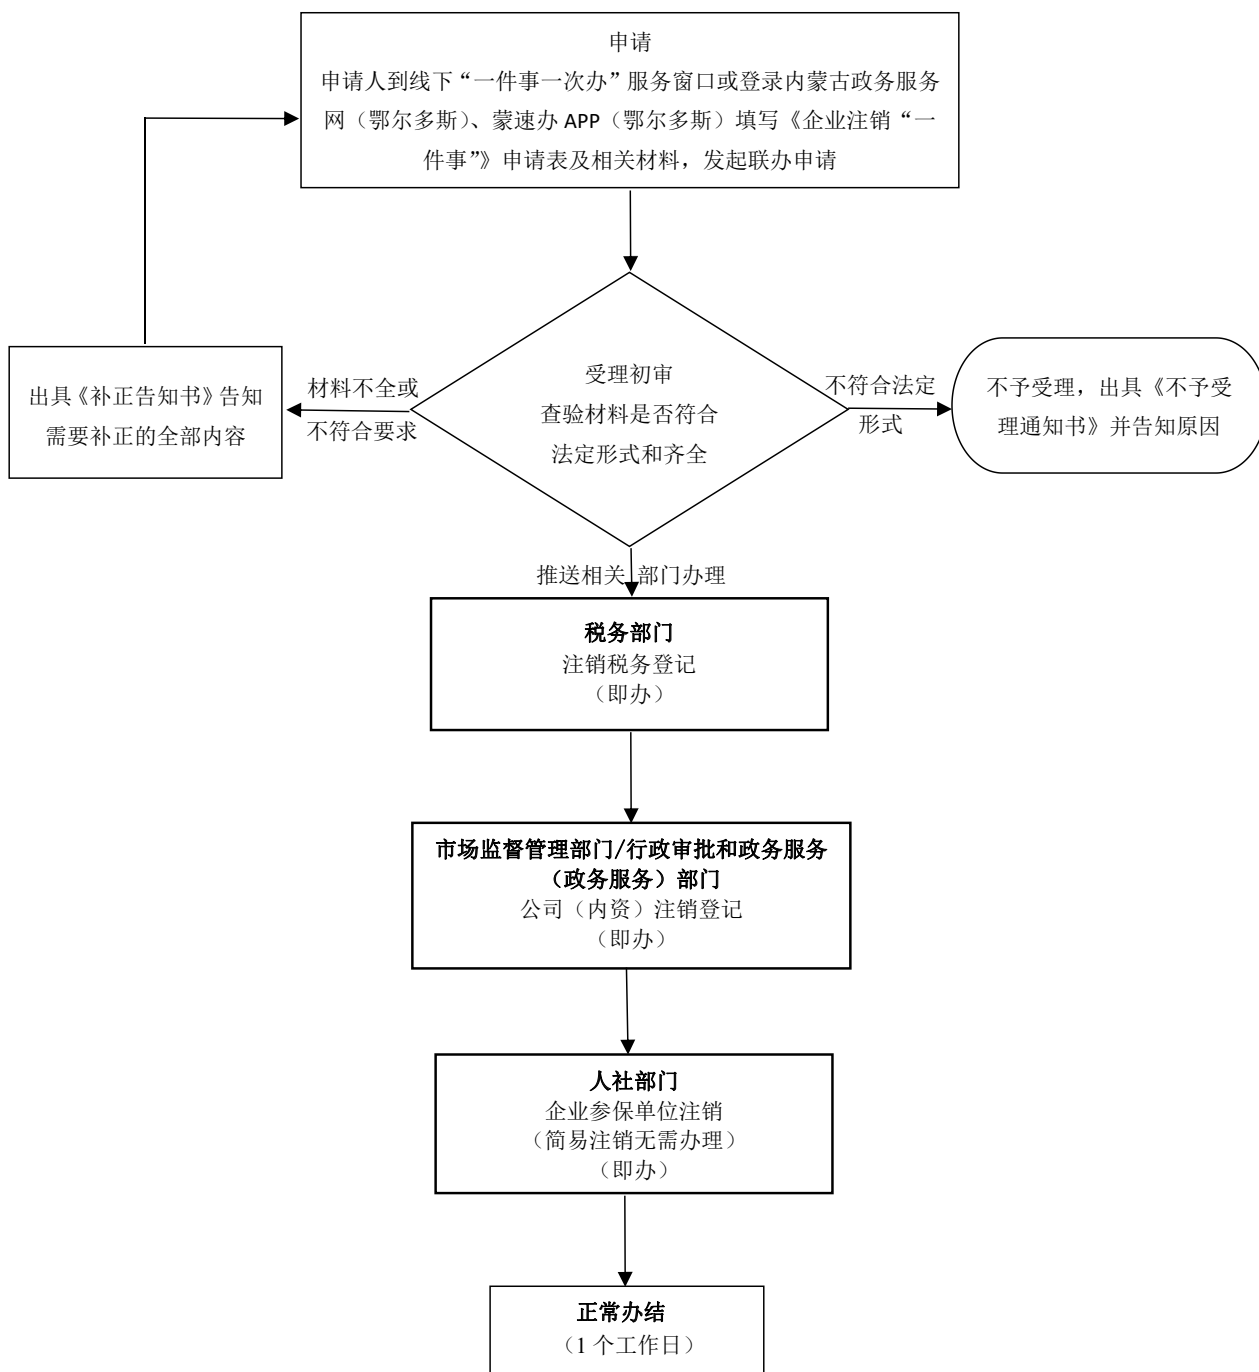 申请
申请人到线下“一件事一次办”服务窗口或登录内蒙古政务服务
网（鄂尔多斯）、蒙速办 APP（鄂尔多斯）填写《企业注销“一
件事”》申请表及相关材料，发起联办申请
出具《补正告知书》告知
需要补正的全部内容
材料不全或
不符合要求
受理初审
查验材料是否符合
法定形式和齐全
不符合法定
形式
不予受理，出具《不予受
理通知书》并告知原因
推送相关 部门办理
税务部门
注销税务登记
（即办）
市场监督管理部门/行政审批和政务服务
（政务服务）部门
公司（内资）注销登记
（即办）
人社部门
企业参保单位注销
（简易注销无需办理）
（即办）
正常办结
（1 个工作日）